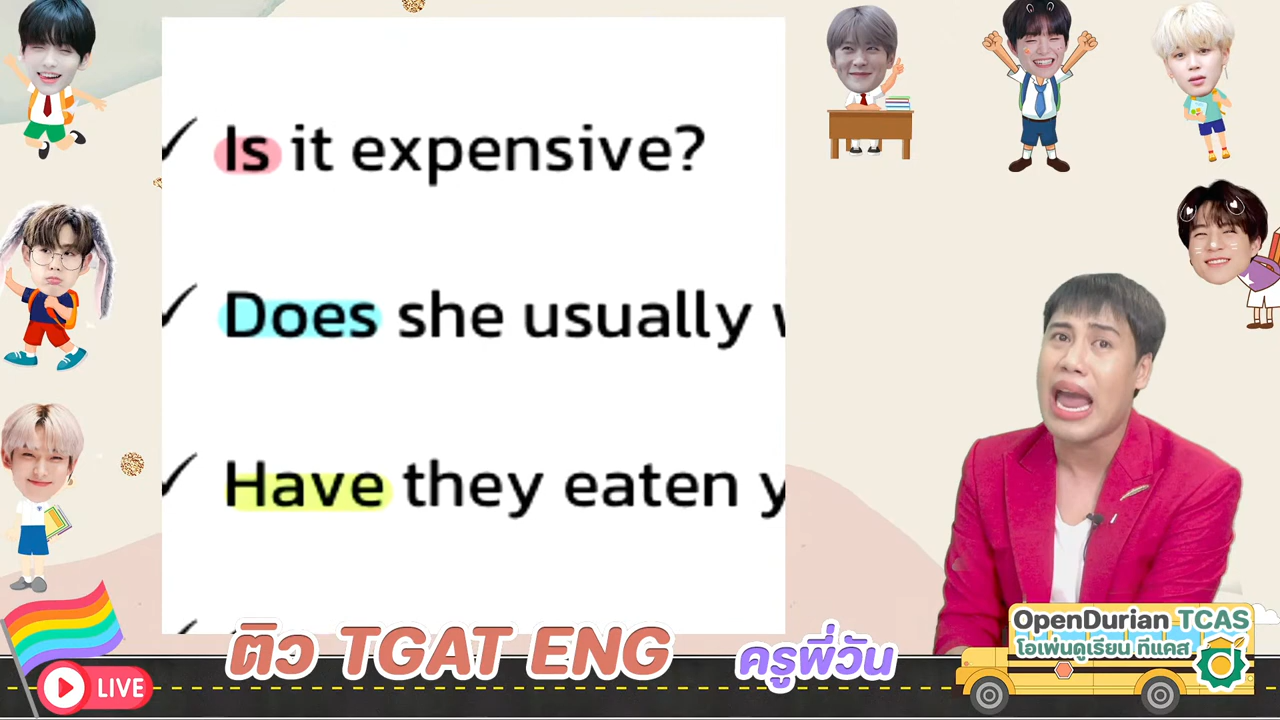 ✓ Is it expensive?
✓ Does she usually
✓ Have they eaten
ติว TGAT ENG
ครูพี่วัน
OpenDurian TCAS
โอเพ่นดูเรียน ทีแคส
LIVE